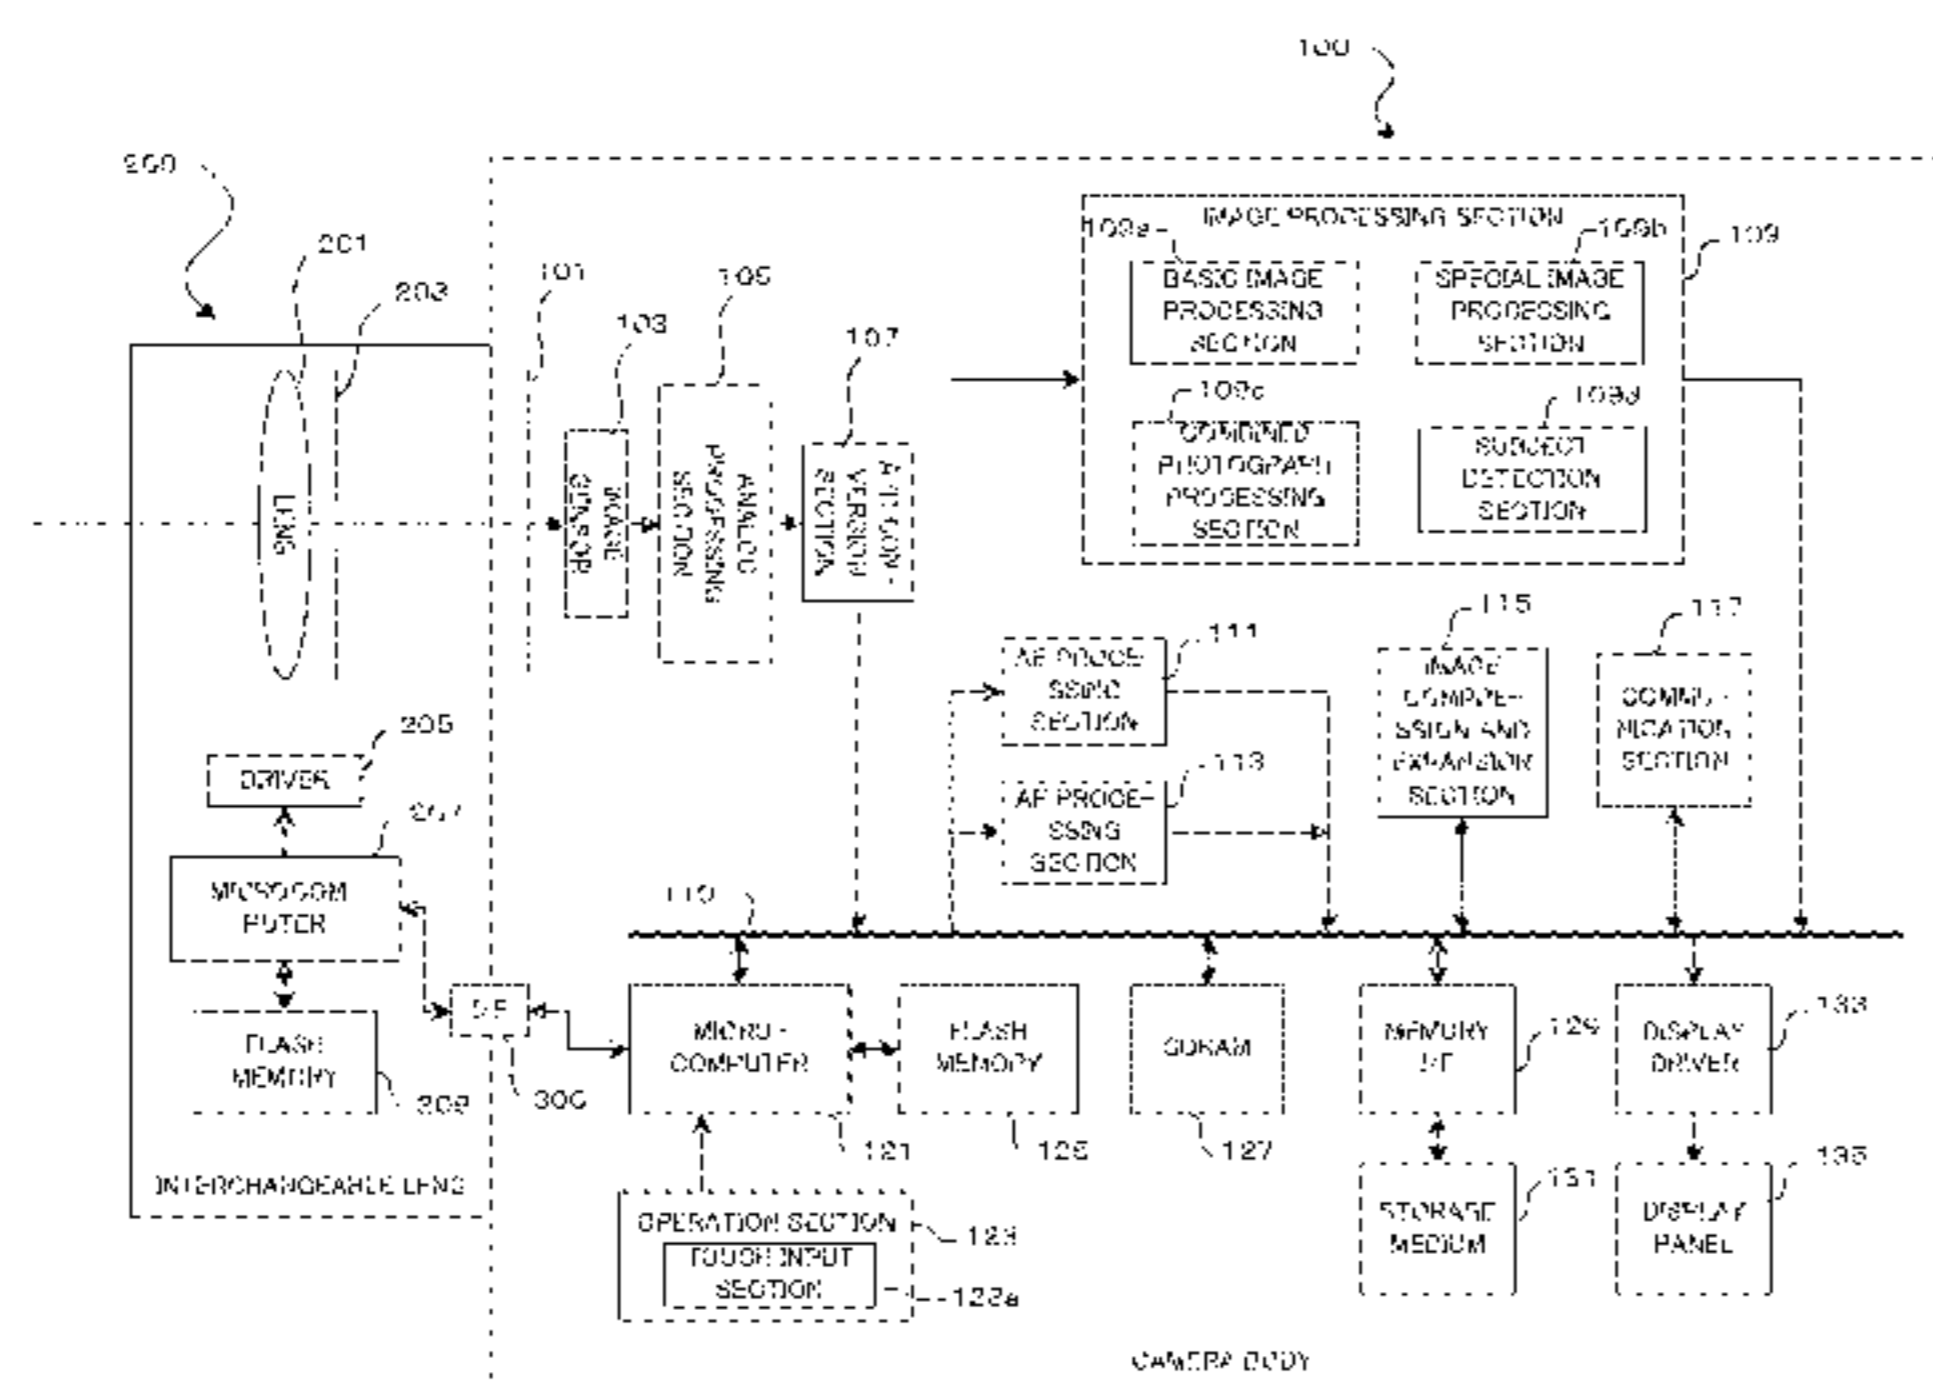 100
200
201
203
101
103
105
107
IMAGE PROCESSING SECTION
109a
109b
109
BASIC IMAGE
PROCESSING
SECTION
SPECIAL IMAGE
PROCESSING
SECTION
109c
109d
COMBINED
PHOTOGRAPH
PROCESSING
SECTION
SUBJECT
DETECTION
SECTION
LENS
IMAGE
SENSOR
ANALOG
PROCESSING
SECTION
A/D CON-
VERSION
SECTION
111
PROCE-
SSING
SECTION
113
AF PROCE-
SSING
SECTION
115
IMAGE
COMPRE-
SSION AND
EXPANSION
SECTION
117
COMMU-
NICATION
SECTION
205
DRIVER
207
MICROCOM
PUTER
110
FLASH
MEMORY
I/F
300
MICRO-
COMPUTER
121
FLASH
MEMORY
SDRAM
127
MEMORY
I/F
129
DISPLAY
DRIVER
133
INTERCHANGEABLE LENS
OPERATION SECTION
123
TOUCH INPUT
SECTION
123a
STORAGE
MEDIUM
131
DISPLAY
PANEL
135
CAMERA BODY